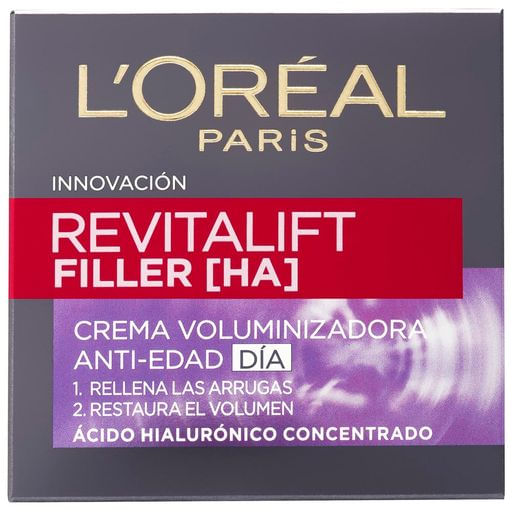 L'ORÉAL
PARIS
INNOVACIÓN
REVITALIFT
FILLER [HA]
CREMA VOLUMINIZADORA
ANTI-EDAD DÍA
1. RELLENA LAS ARRUGAS
2. RESTAURA EL VOLUMEN
ÁCIDO HIALURÓNICO CONCENTRADO